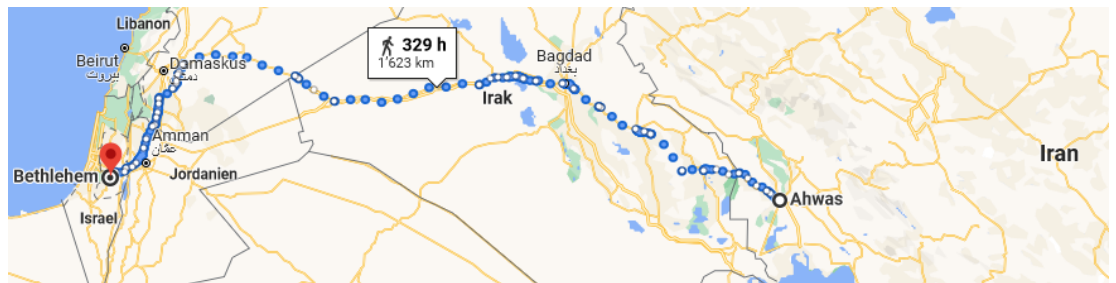 Libanon
Beirut
بيروت
Damaskus
دمشق
329 h
1'623 km
Bagdad
بغداد
Irak
Amman
عمّان
Bethlehem
Jordanien
Israel
Iran
Ahwas